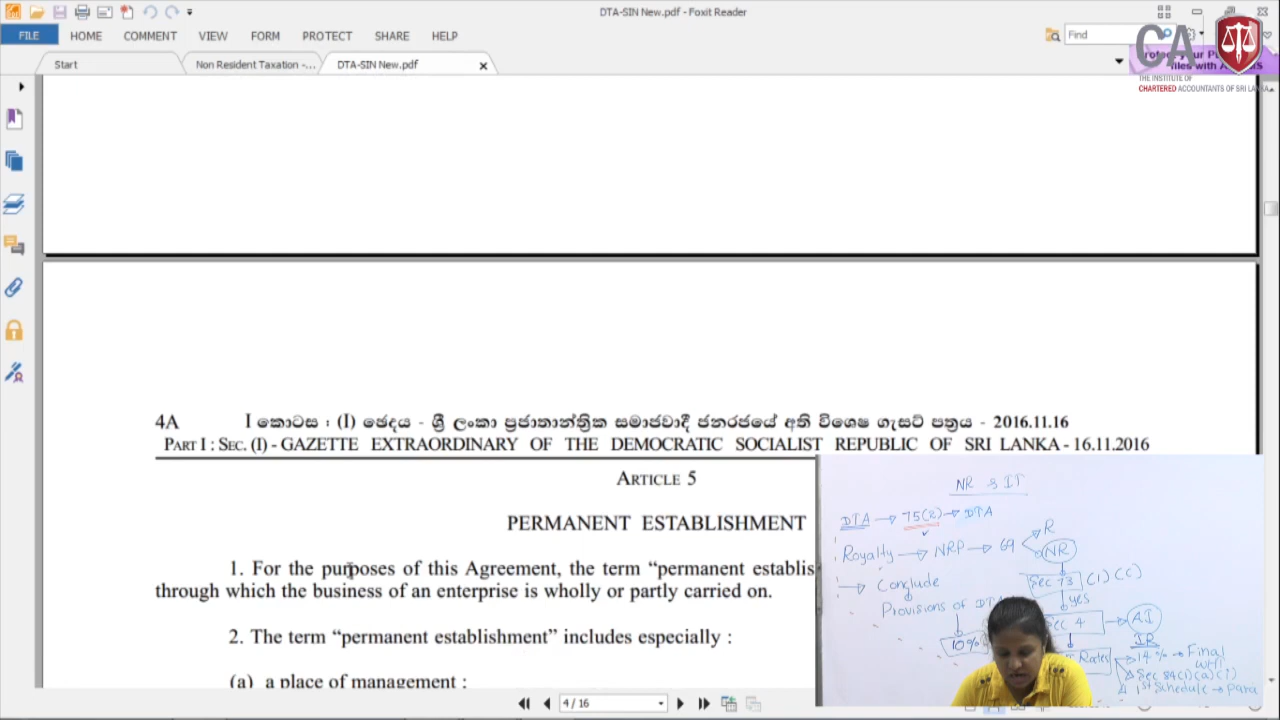 DTA-SIN New.pdf - Foxit Reader
FILE HOME COMMENT VIEW FORM PROTECT SHARE HELP
Find
CA
THE INSTITUTE OF
CHARTERED ACCOUNTANTS OF SRI LANKA
Start
Non Resident Taxation -...
DTA-SIN New.pdf
4A
I කොටස : (I) ඡෙදය - ශ්‍රී ලංකා ප්‍රජාතාන්ත්‍රික සමාජවාදී ජනරජයේ අති විශෙෂ ගැසට් පත්‍රය - 2016.11.16
PART I : SEC. (I) - GAZETTE EXTRAORDINARY OF THE DEMOCRATIC SOCIALIST REPUBLIC OF SRI LANKA - 16.11.2016
ARTICLE 5
PERMANENT ESTABLISHMENT
1. For the purposes of this Agreement, the term “permanent establis
through which the business of an enterprise is wholly or partly carried on.
2. The term “permanent establishment” includes especially :
(a) a place of management ;
4 / 16
NR & IT
DTA → 75(2) → DTA
Royalty → NRP → 69
R
NR
→ Conclude
Sec 73 (1) (c)
yes
Provisions of DTA
Sec 4 → AI
10%
Rates
IR
14% → Final
WHT
Sec 84(1)(a)(i)
1st Schedule → Para